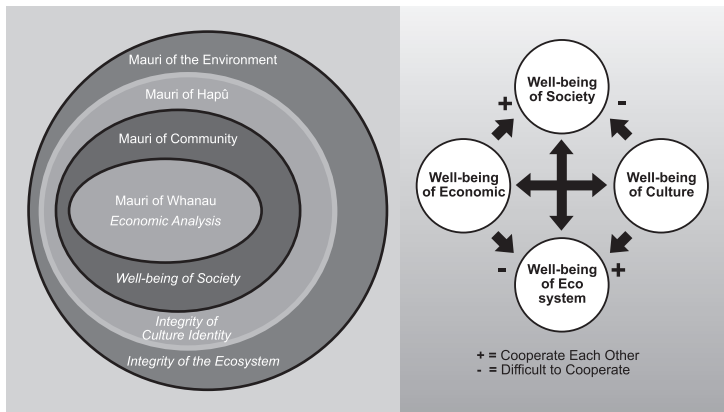 Mauri of the Environment
Mauri of Hapû
Mauri of Community
Mauri of Whanau
Economic Analysis
Well-being of Society
Integrity of
Culture Identity
Integrity of the Ecosystem
Well-being
of Society
+
-
Well-being
of Economic
Well-being
of Culture
-
+
Well-being
of Eco
system
+ = Cooperate Each Other
- = Difficult to Cooperate